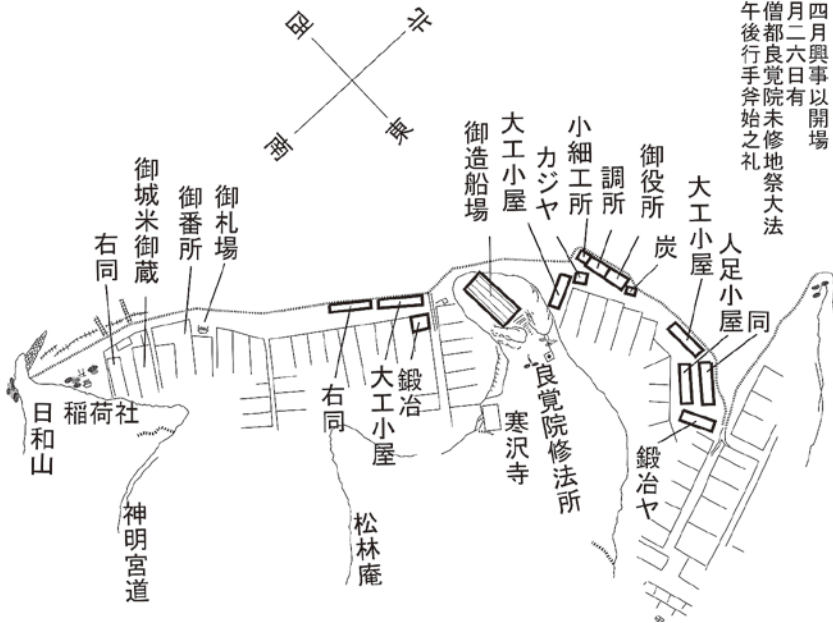 四月興事以開場
月二六日有
僧都良覚院未修地祭大法
午後行手斧始之礼
北
西
東
南
同
人足小屋
大工小屋
炭
御役所
調所
小細工所
カジヤ
大工小屋
御造船場
御札場
御番所
御城米御蔵
右同
鍛冶ヤ
良覚院修法所
寒沢寺
鍛冶
大工小屋
右同
松林庵
稲荷社
神明宮道
日和山